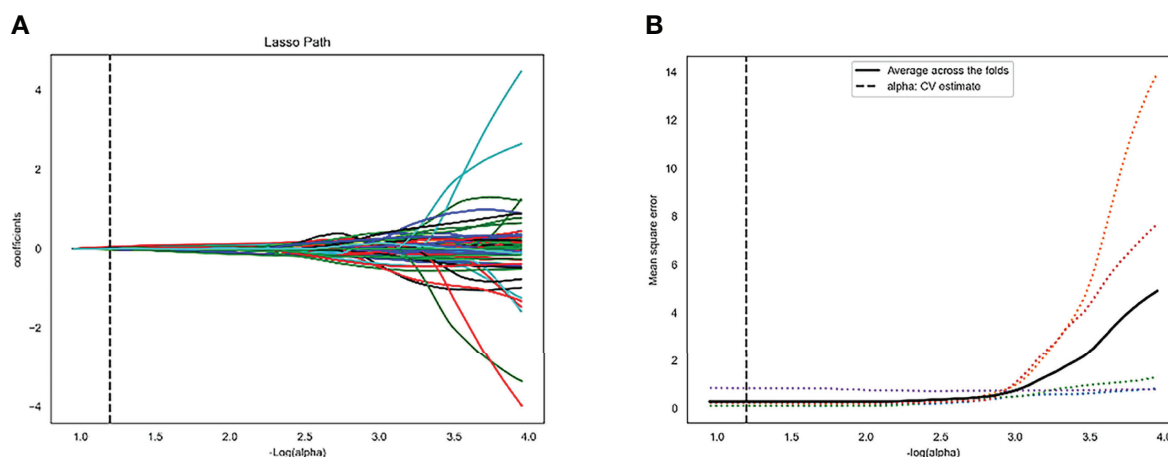 A
Lasso Path
coofficients
4
2
0
−2
−4
1.0 1.5 2.0 2.5 3.0 3.5 4.0
-Log(alpha)
B
Mean square error
14
12
10
8
6
4
2
0
Average across the folds
alpha: CV estimato
1.0 1.5 2.0 2.5 3.0 3.5 4.0
-log(alpha)